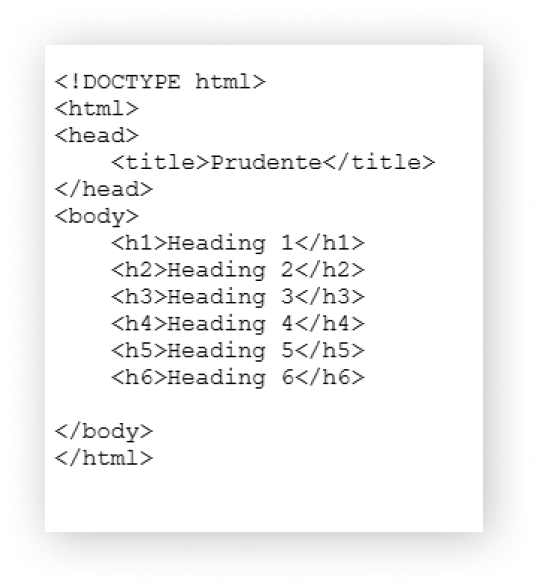 <!DOCTYPE html>
<html>
<head>
    <title>Prudente</title>
</head>
<body>
    <h1>Heading 1</h1>
    <h2>Heading 2</h2>
    <h3>Heading 3</h3>
    <h4>Heading 4</h4>
    <h5>Heading 5</h5>
    <h6>Heading 6</h6>

</body>
</html>